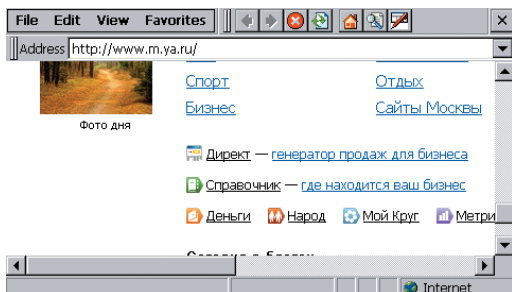 File Edit View Favorites
Address http://www.m.ya.ru/
Спорт Отдых
Бизнес Сайты Москвы
Фото дня
Директ — генератор продаж для бизнеса
Справочник — где находится ваш бизнес
Деньги Народ Мой Круг Метри
Internet